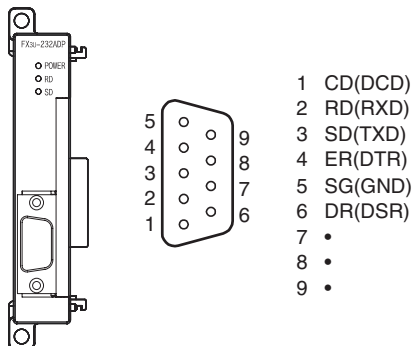 FX3U-232ADP
POWER
RD
SD
5
4
3
2
1
9
8
7
6
1 CD(DCD)
2 RD(RXD)
3 SD(TXD)
4 ER(DTR)
5 SG(GND)
6 DR(DSR)
7 •
8 •
9 •